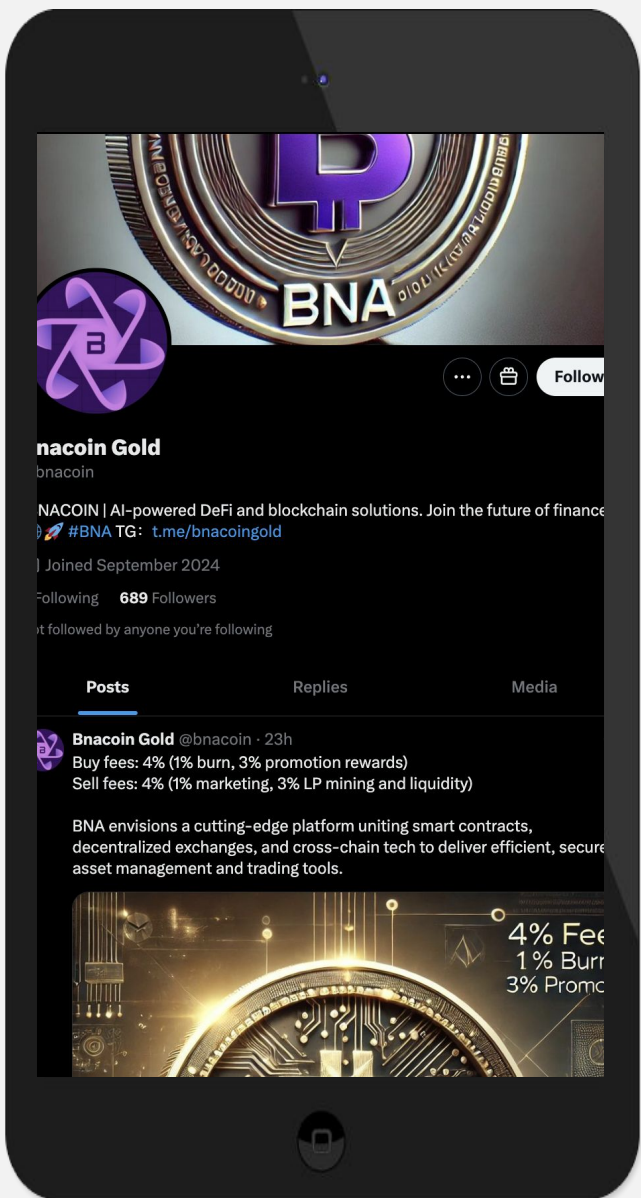 BNA
B
Follow
nacoin Gold
bnacoin
NACOIN | AI-powered DeFi and blockchain solutions. Join the future of finance
#BNA TG: t.me/bnacoingold
Joined September 2024
Following 689 Followers
ot followed by anyone you're following
Posts Replies Media
Bnacoin Gold @bnacoin · 23h
Buy fees: 4% (1% burn, 3% promotion rewards)
Sell fees: 4% (1% marketing, 3% LP mining and liquidity)
BNA envisions a cutting-edge platform uniting smart contracts,
decentralized exchanges, and cross-chain tech to deliver efficient, secure
asset management and trading tools.
4% Fee
1% Burn
3% Promo